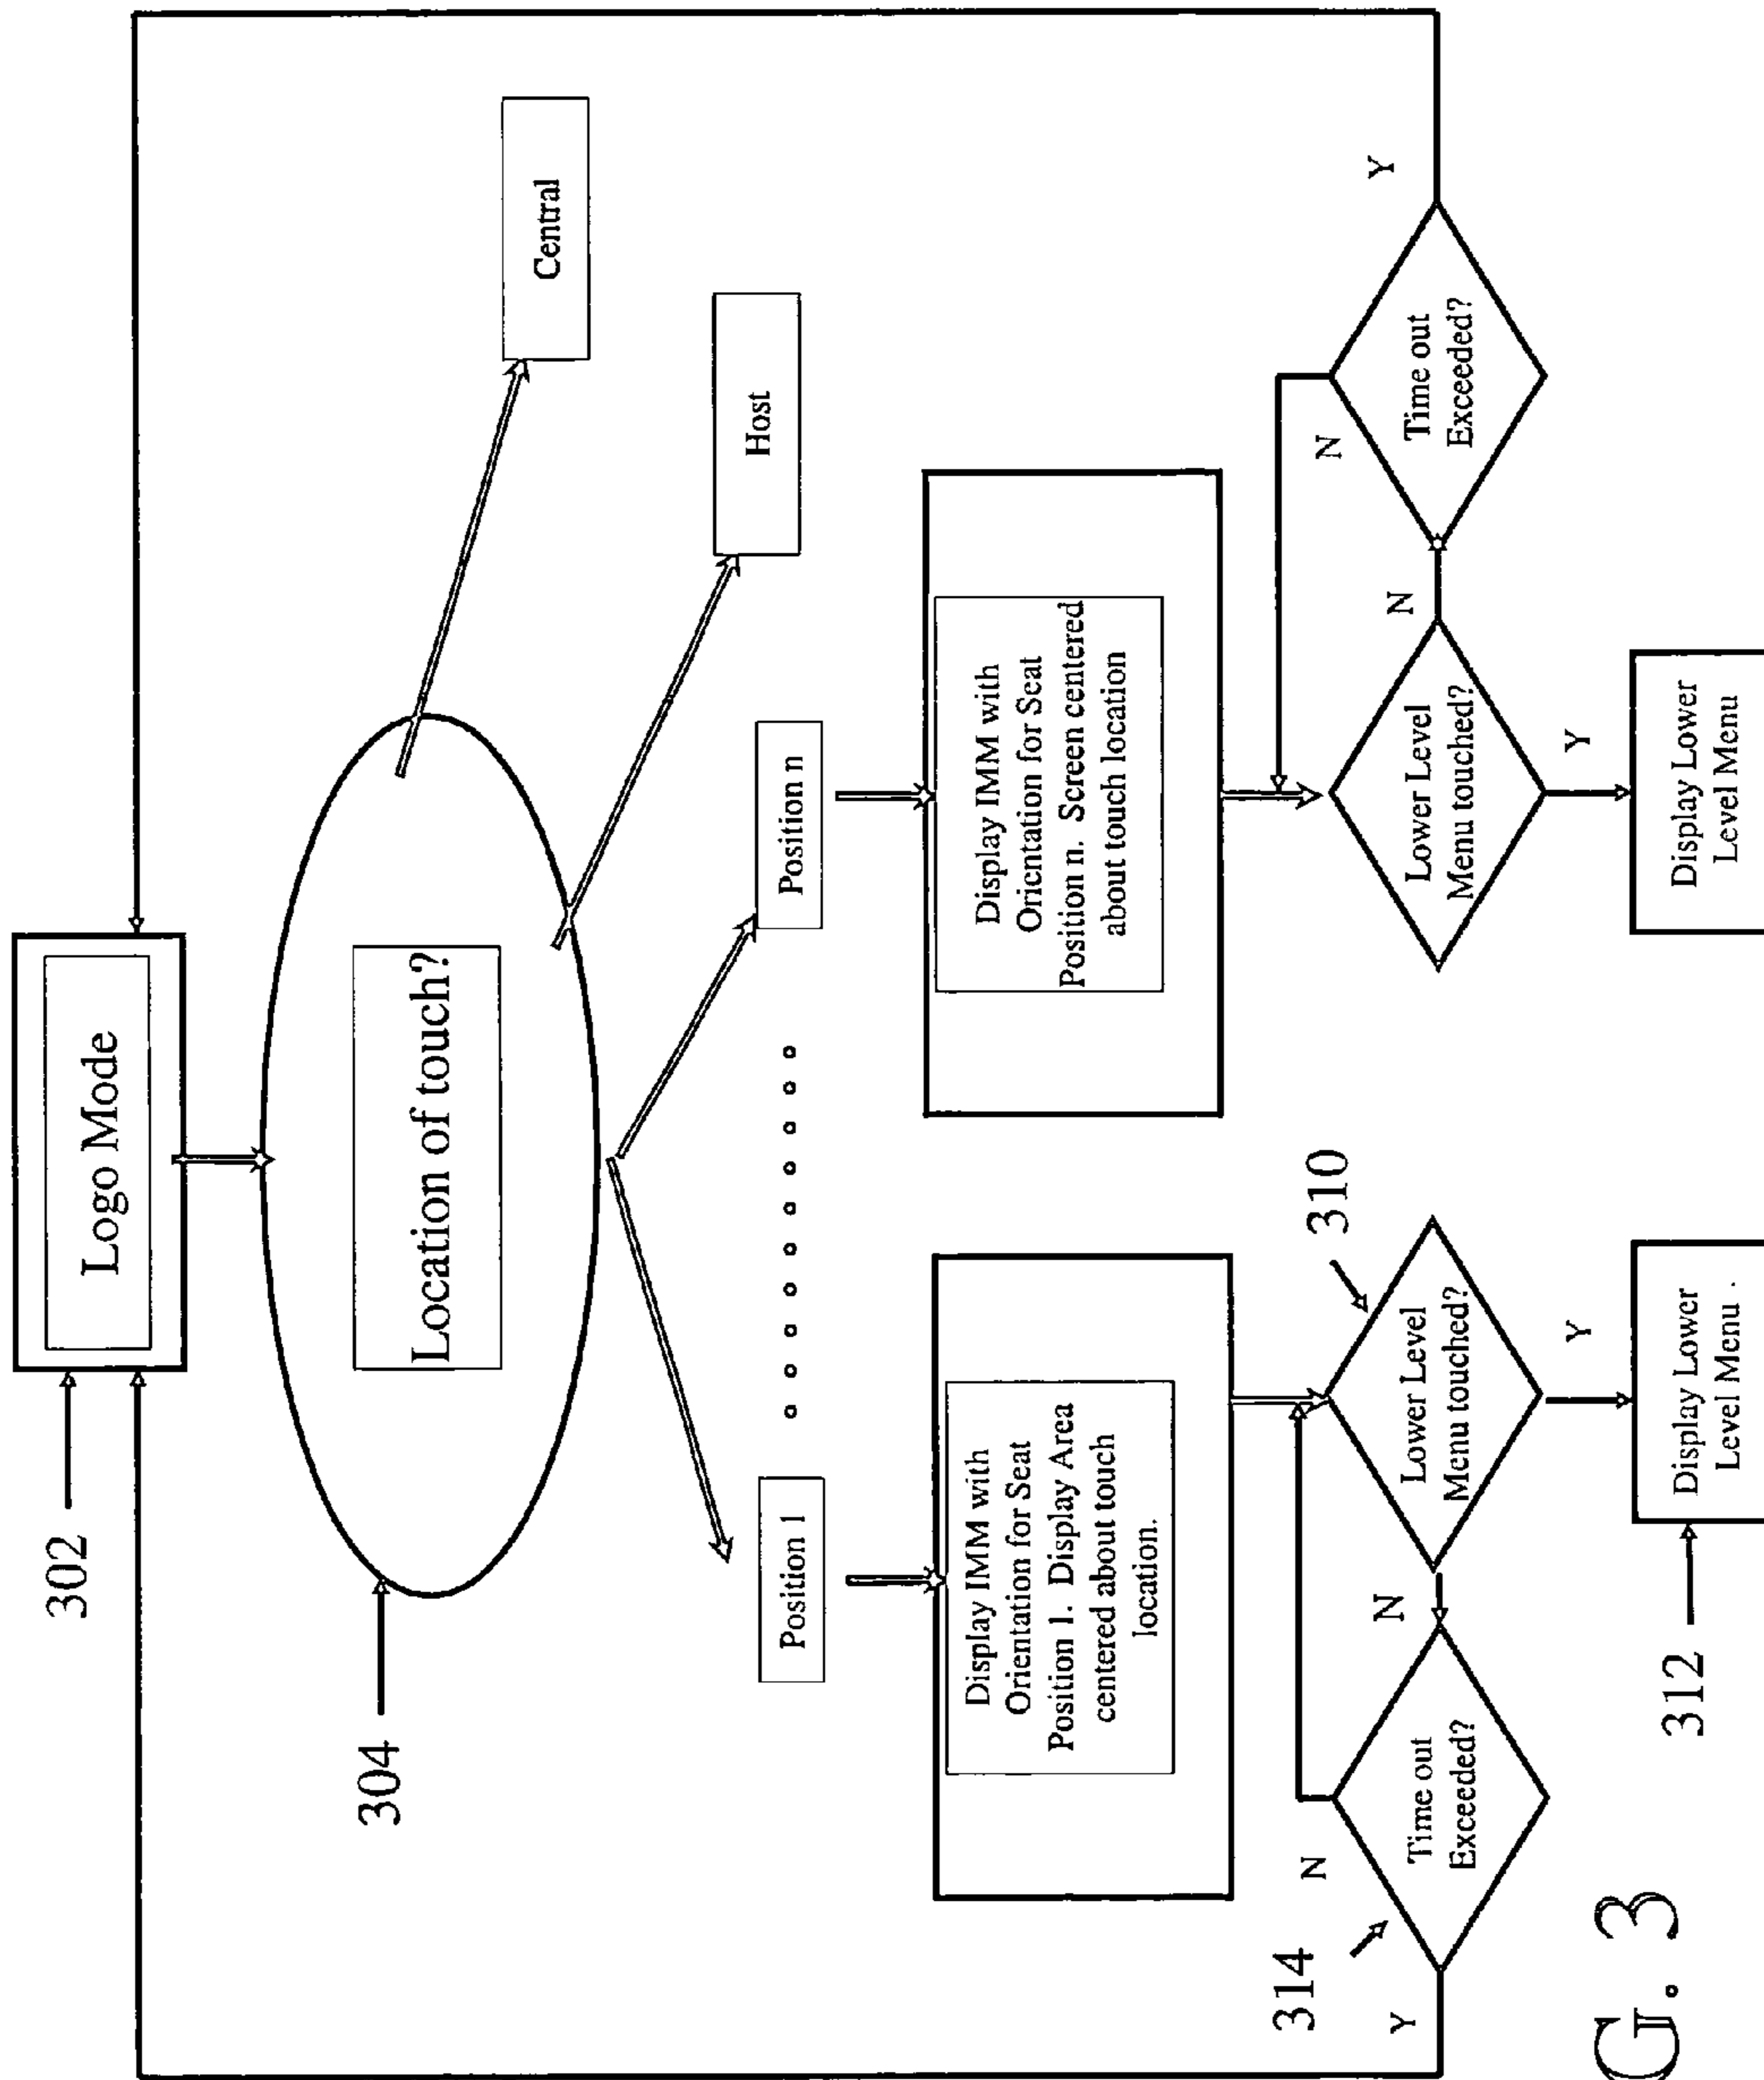 302
Logo Mode
304
Location of touch?
Central
Host
Position 1
Position n
Display IMM with
Orientation for Seat
Position 1. Display Area
centered about touch
location.
Display IMM with
Orientation for Seat
Position n. Screen centered
about touch location
314
Y
N
Time out
Exceeded?
N
310
Lower Level
Menu touched?
Y
312
Display Lower
Level Menu .
Lower Level
Menu touched?
N
N
Time out
Exceeded?
Y
Y
Display Lower
Level Menu
G. 3